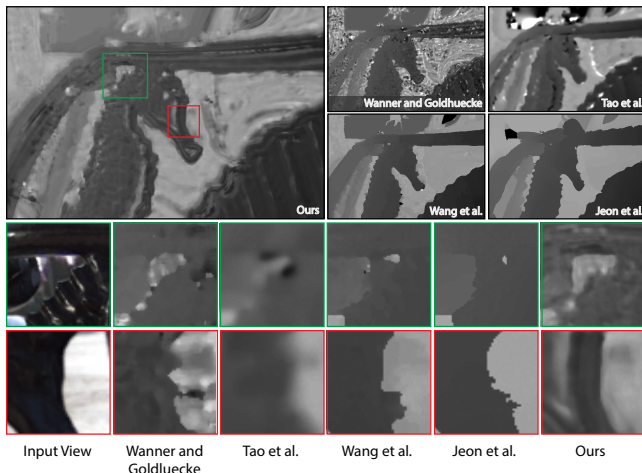 Ours
Wanner and Goldhuecke
Tao et al.
Wang et al.
Jeon et al.
Input View
Wanner and
Goldluecke
Tao et al.
Wang et al.
Jeon et al.
Ours